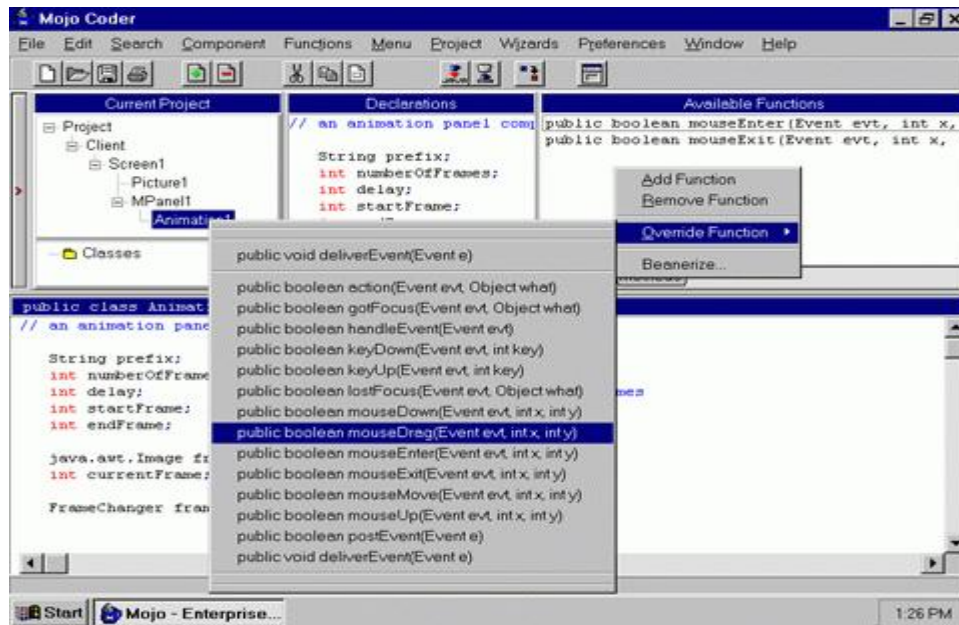 Mojo Coder
File Edit Search Component Functions Menu Project Wizards Preferences Window Help
Current Project
Project
Client
Screen1
Picture1
MPanel1
Animation1
Classes
Declarations
// an animation panel comp
String prefix;
int numberOfFrames;
int delay;
int startFrame;
Available Functions
public boolean mouseEnter(Event evt, int x,
public boolean mouseExit(Event evt, int x,
Add Function
Remove Function
Override Function
Beanerize...
public void deliverEvent(Event e)
public boolean action(Event evt, Object what)
public boolean gotFocus(Event evt, Object what)
public boolean handleEvent(Event evt)
public boolean keyDown(Event evt, int key)
public boolean keyUp(Event evt, int key)
public boolean lostFocus(Event evt, Object what)
public boolean mouseDown(Event evt, int x, int y)
public boolean mouseDrag(Event evt, int x, int y)
public boolean mouseEnter(Event evt, int x, int y)
public boolean mouseExit(Event evt, int x, int y)
public boolean mouseMove(Event evt, int x, int y)
public boolean mouseUp(Event evt, int x, int y)
public boolean postEvent(Event e)
public void deliverEvent(Event e)
public class Animat
// an animation pane
String prefix;
int numberOfFrame
int delay;
mes
int startFrame;
int endFrame;
java.awt.Image fr
int currentFrame;
FrameChanger fram
Start
Mojo - Enterprise...
1:26 PM